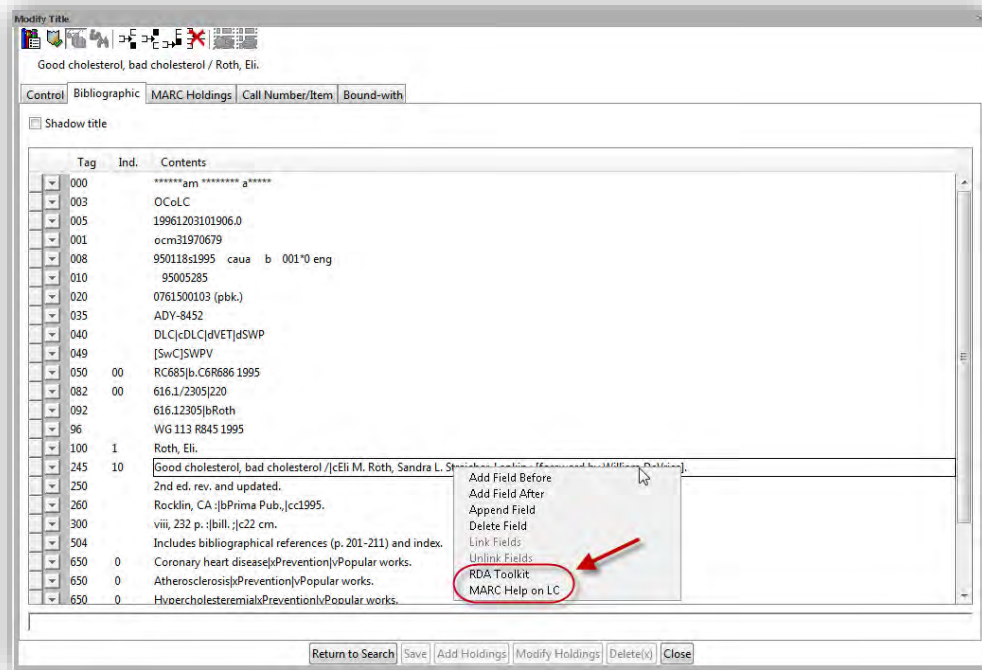 Modify Title
Good cholesterol, bad cholesterol / Roth, Eli.
Control Bibliographic MARC Holdings Call Number/Item Bound-with
Shadow title
Tag Ind. Contents
000 ******am ******** a*****
003 OCoLC
005 19961203101906.0
001 ocm31970679
008 950118s1995 caua b 001*0 eng
010 95005285
020 0761500103 (pbk.)
035 ADY-8452
040 DLC|cDLC|dVET|dSWP
049 [SwC]SWPV
050 00 RC685|b.C6R686 1995
082 00 616.1/2305|220
092 616.12305|bRoth
96 WG 113 R845 1995
100 1 Roth, Eli.
245 10 Good cholesterol, bad cholesterol /|cEli M. Roth, Sandra L.
250 2nd ed. rev and updated.
260 Rocklin, CA :|bPrima Pub.,|cc1995.
300 viii, 232 p. :|bill. ;|c22 cm.
504 Includes bibliographical references (p. 201-211) and index.
650 0 Coronary heart disease|xPrevention|vPopular works.
650 0 Atherosclerosis|xPrevention|vPopular works.
650 0 Hypercholesteremia|xPrevention|vPopular works.
Add Field Before
Add Field After
Append Field
Delete Field
Link Fields
Unlink Fields
RDA Toolkit
MARC Help on LC
Return to Search Save Add Holdings Modify Holdings Delete(x) Close